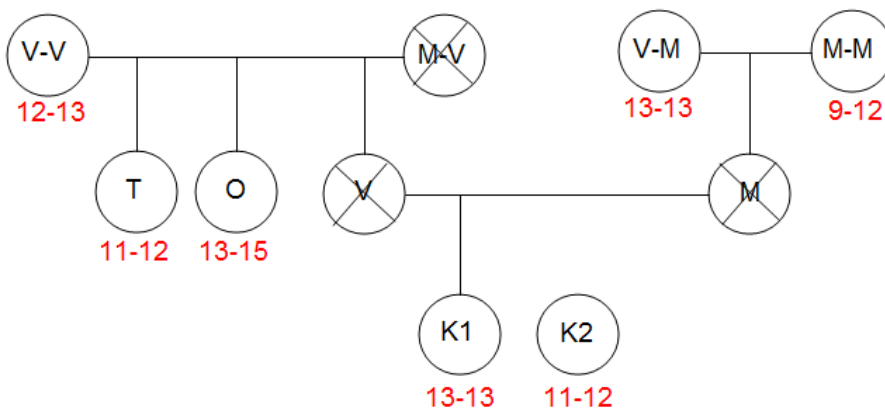 V-V M-V V-M M-M
12-13 13-13 9-12
T O V M
11-12 13-15
K1 K2
13-13 11-12